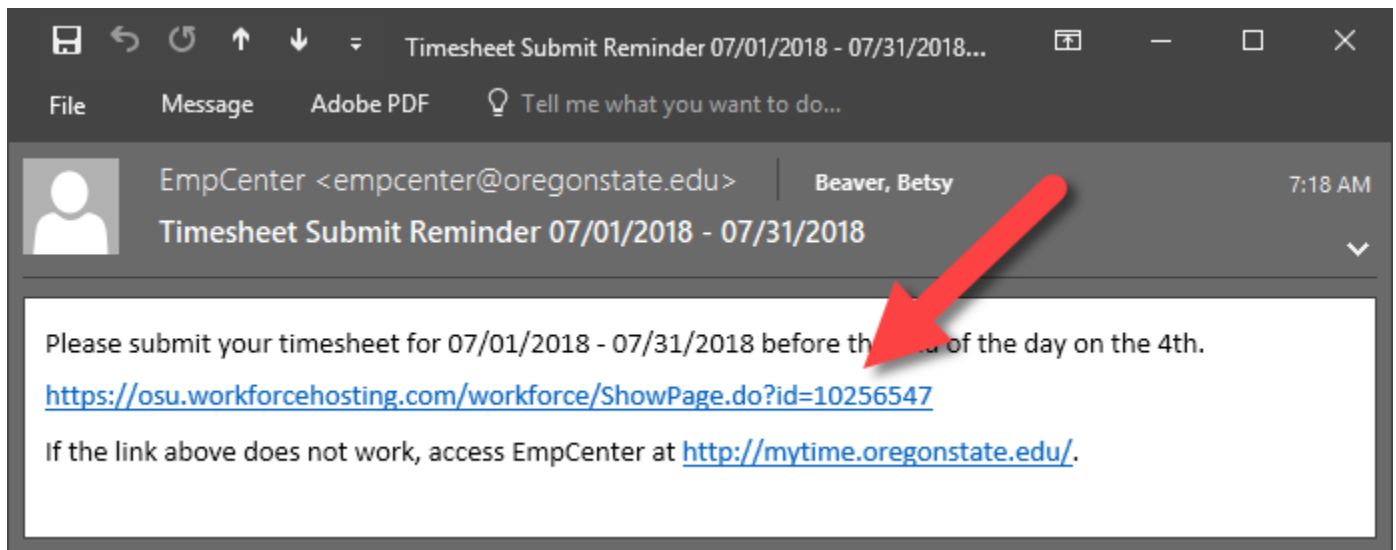 Timesheet Submit Reminder 07/01/2018 - 07/31/2018...
File Message Adobe PDF Tell me what you want to do...
EmpCenter <empcenter@oregonstate.edu> Beaver, Betsy 7:18 AM
Timesheet Submit Reminder 07/01/2018 - 07/31/2018
Please submit your timesheet for 07/01/2018 - 07/31/2018 before of the day on the 4th.
https://osu.workforcehosting.com/workforce/ShowPage.do?id=10256547
If the link above does not work, access EmpCenter at http://mytime.oregonstate.edu/.